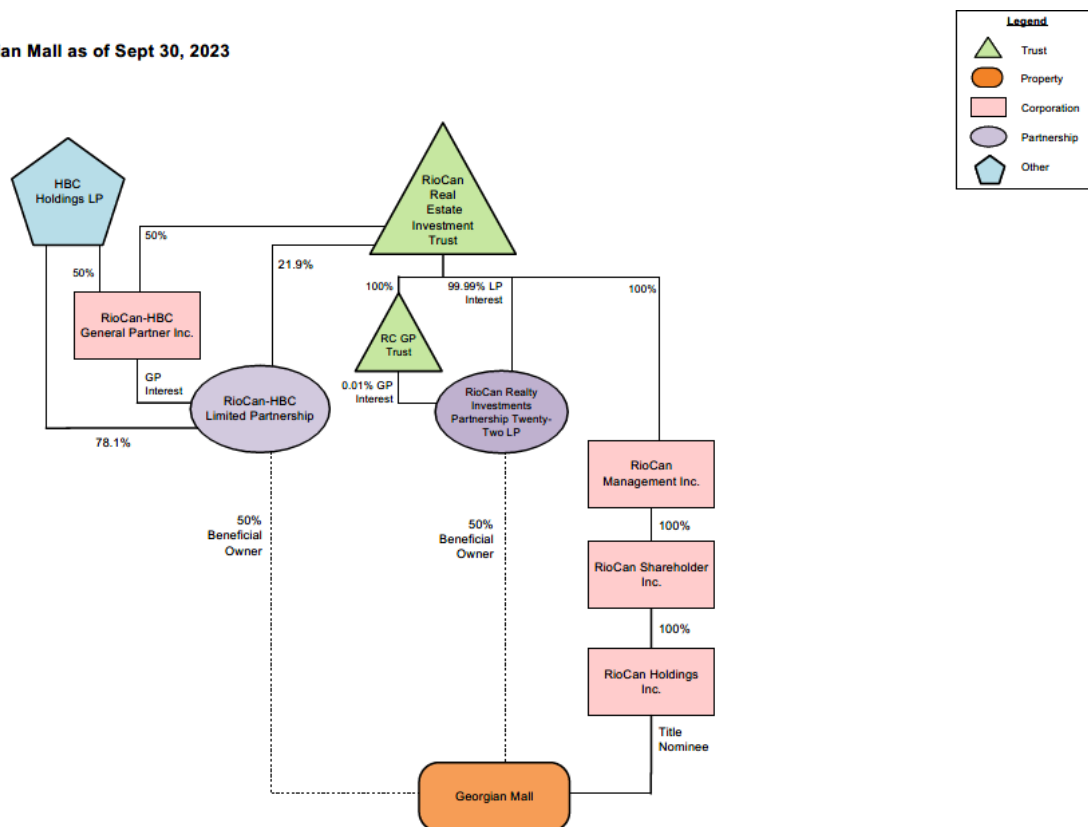 an Mall as of Sept 30, 2023
Legend
Trust
Property
Corporation
Partnership
Other
HBC
Holdings LP
RioCan
Real
Estate
Investment
Trust
50%
21.9%
50%
100%
99.99% LP
Interest
100%
RioCan-HBC
General Partner Inc.
RC GP
Trust
GP
Interest
0.01% GP
Interest
RioCan-HBC
Limited Partnership
RioCan Realty
Investments
Partnership Twenty-
Two LP
78.1%
RioCan
Management Inc.
50%
Beneficial
Owner
50%
Beneficial
Owner
100%
RioCan Shareholder
Inc.
100%
RioCan Holdings
Inc.
Title
Nominee
Georgian Mall